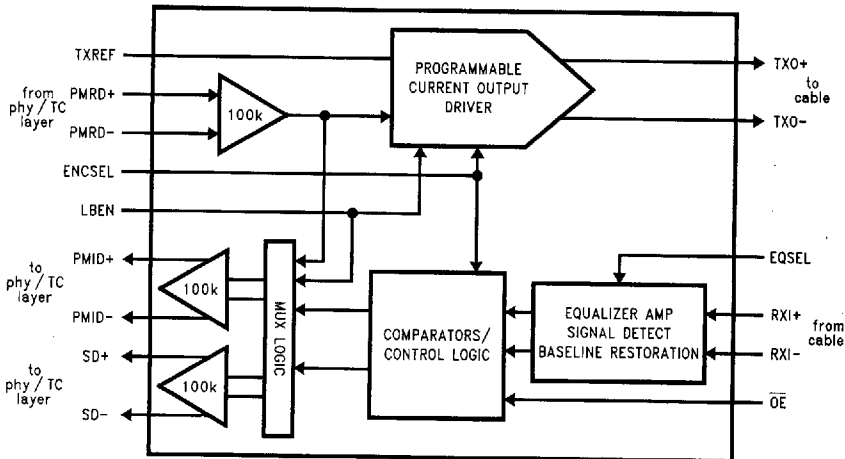 TXREF
from
phy / TC
layer
PMRD+
PMRD-
100k
PROGRAMMABLE
CURRENT OUTPUT
DRIVER
TXO+
to
cable
TXO-
ENCSEL
LBEN
to
phy / TC
layer
PMID+
PMID-
100k
to
phy / TC
layer
SD+
SD-
100k
MUX LOGIC
COMPARATORS/
CONTROL LOGIC
EQUALIZER AMP
SIGNAL DETECT
BASELINE RESTORATION
EQSEL
RXI+
from
cable
RXI-
OE